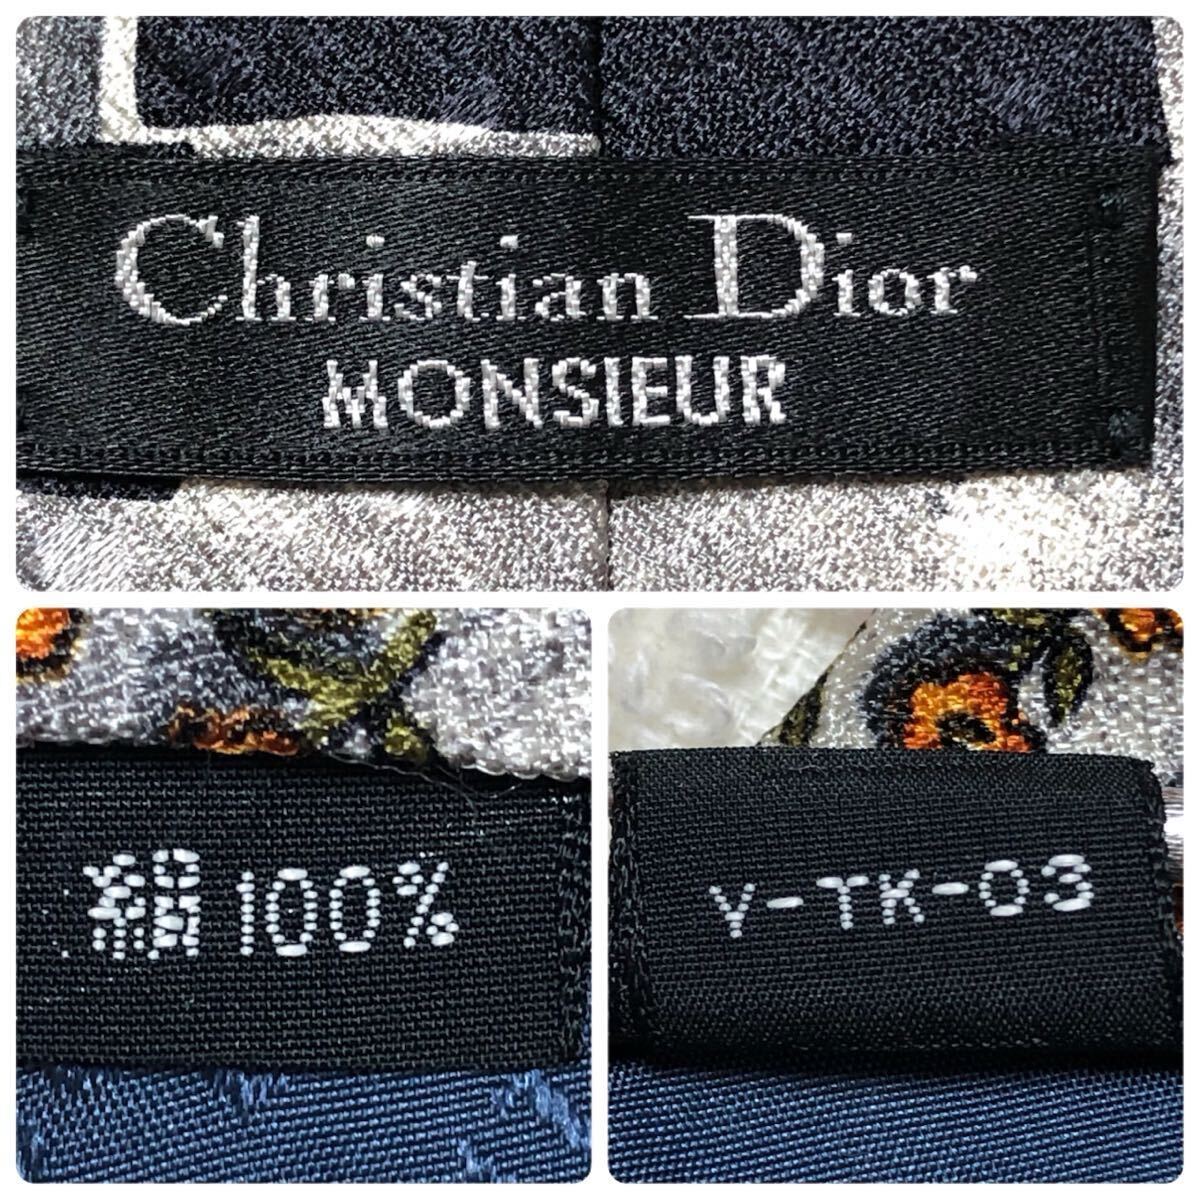 Christian Dior
MONSIEUR
絹100%
Y-TK-03